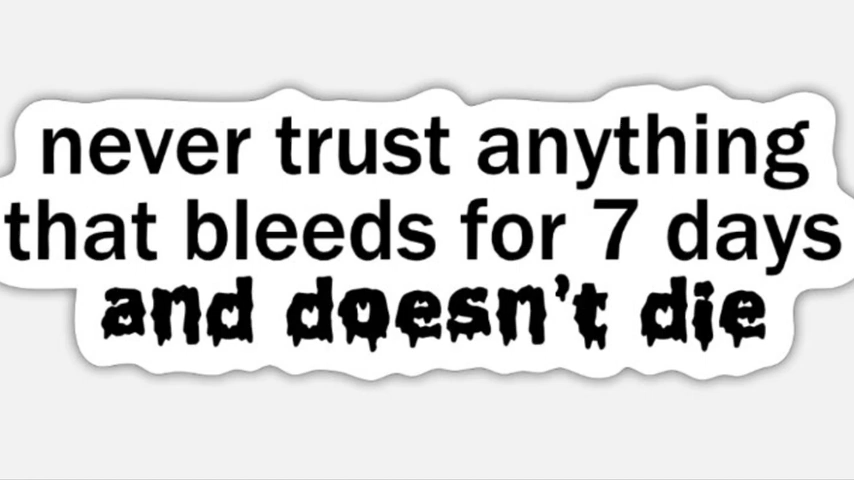 never trust anything
that bleeds for 7 days
and doesn't die